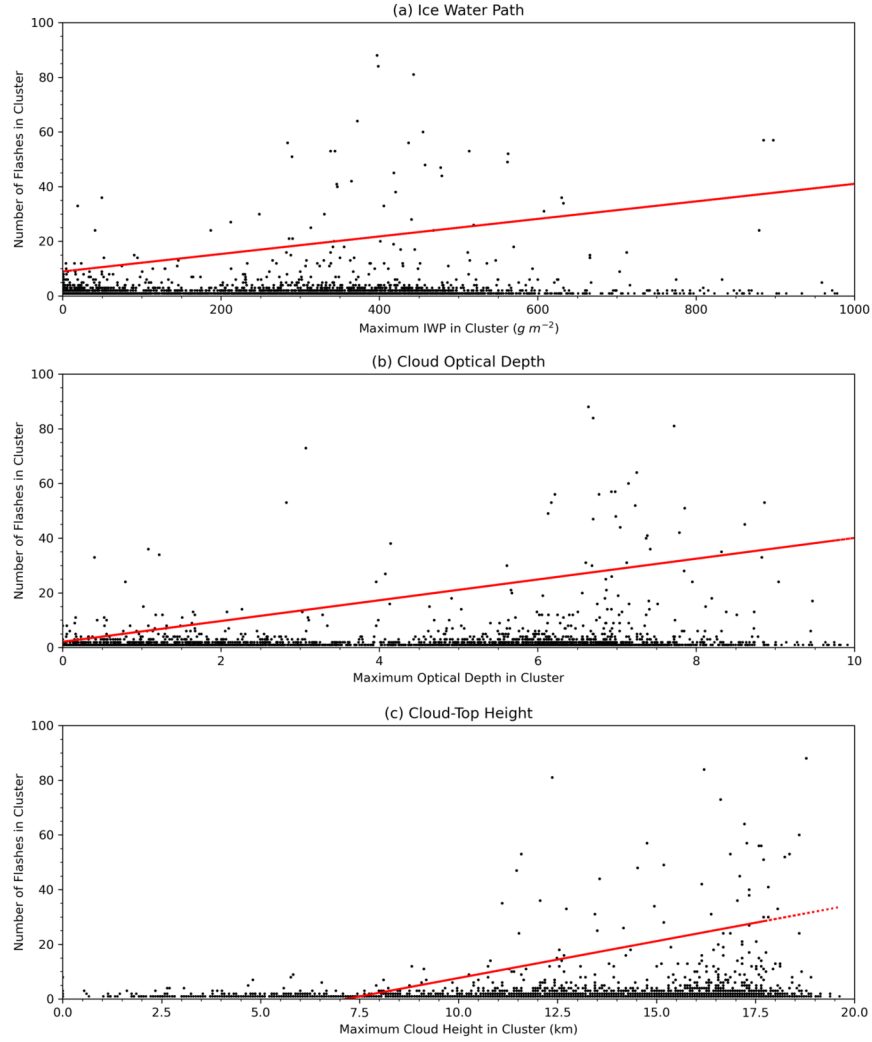 (a) Ice Water Path
100
80
60
40
20
0
Number of Flashes in Cluster
0 200 400 600 800 1000
Maximum IWP in Cluster (g m⁻²)
(b) Cloud Optical Depth
100
80
60
40
20
0
Number of Flashes in Cluster
0 2 4 6 8 10
Maximum Optical Depth in Cluster
(c) Cloud-Top Height
100
80
60
40
20
0
Number of Flashes in Cluster
0.0 2.5 5.0 7.5 10.0 12.5 15.0 17.5 20.0
Maximum Cloud Height in Cluster (km)